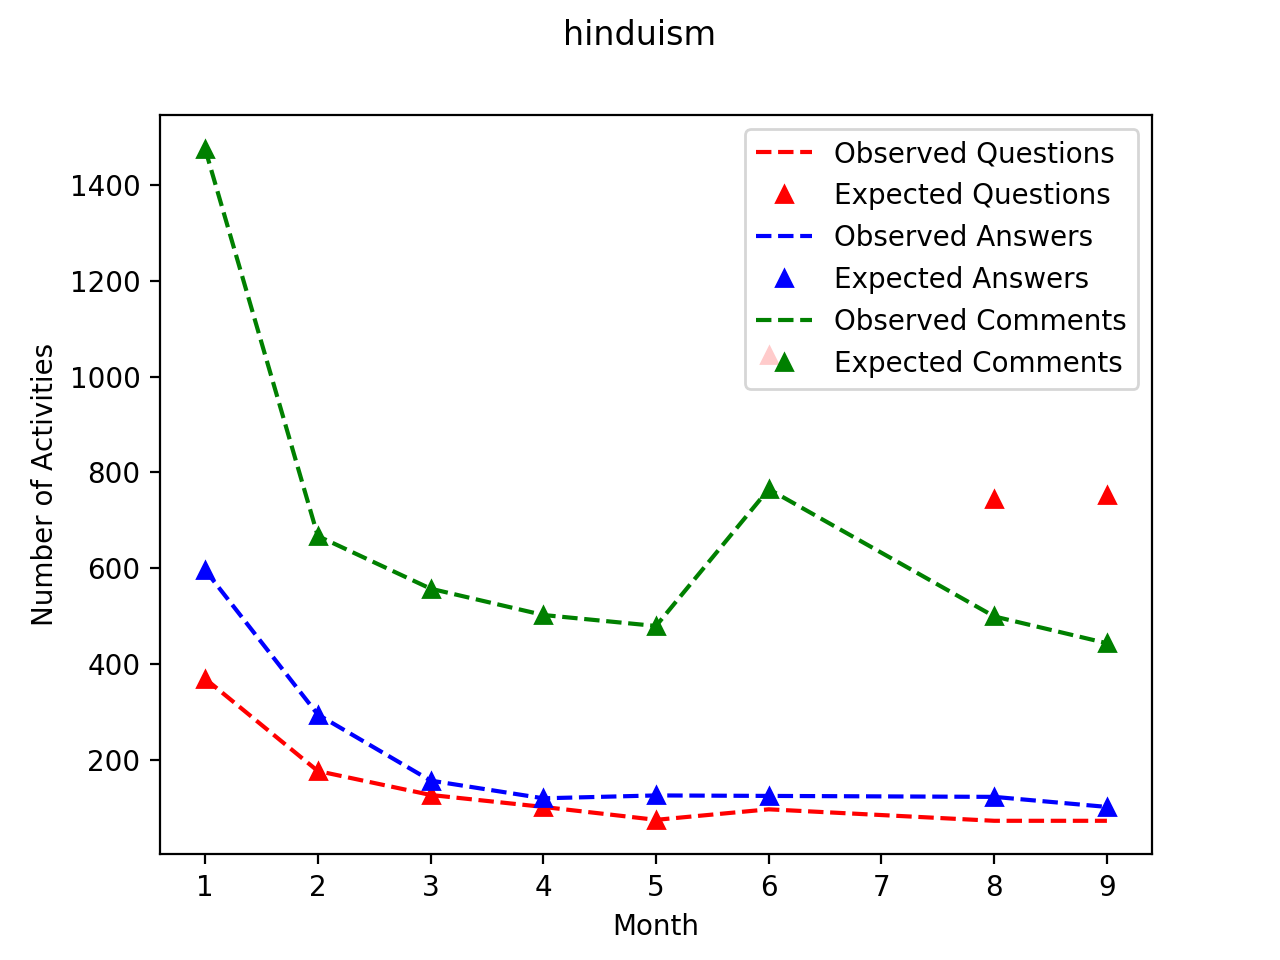 hinduism
Observed Questions
Expected Questions
Observed Answers
Expected Answers
Observed Comments
Expected Comments
1400
1200
1000
800
600
400
200
Number of Activities
1 2 3 4 5 6 7 8 9
Month